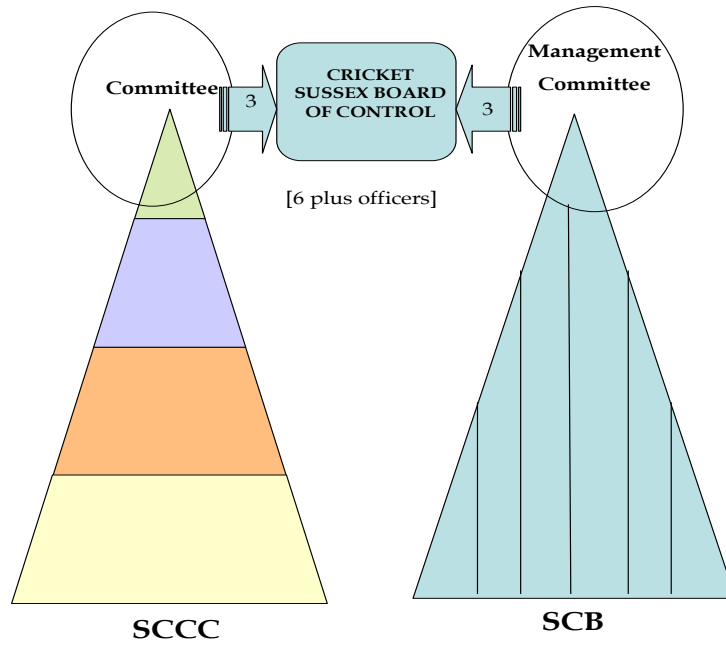 Committee
3
CRICKET
SUSSEX BOARD
OF CONTROL
3
Management
Committee
[6 plus officers]
SCCC
SCB